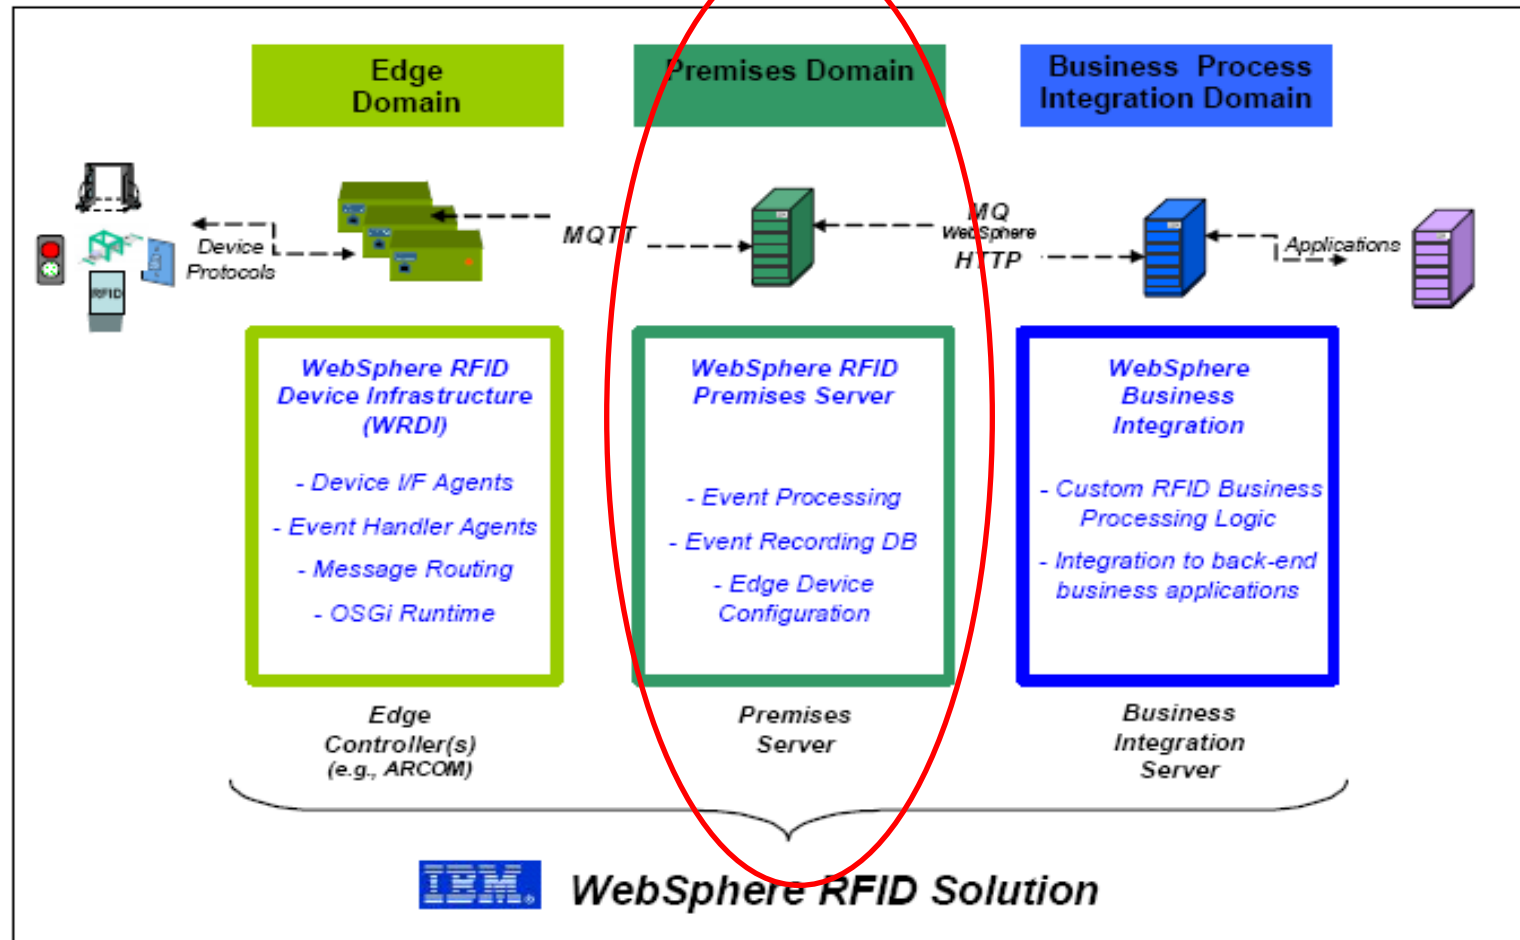 Edge
Domain
Premises Domain
Business Process
Integration Domain
Device
Protocols
RFID
MQTT
MQ
WebSphere
HTTP
Applications
WebSphere RFID
Device Infrastructure
(WRDI)
- Device I/F Agents
- Event Handler Agents
- Message Routing
- OSGi Runtime
WebSphere RFID
Premises Server
- Event Processing
- Event Recording DB
- Edge Device
Configuration
WebSphere
Business
Integration
- Custom RFID Business
Processing Logic
- Integration to back-end
business applications
Edge
Controller(s)
(e.g., ARCOM)
Premises
Server
Business
Integration
Server
IBM®
WebSphere RFID Solution